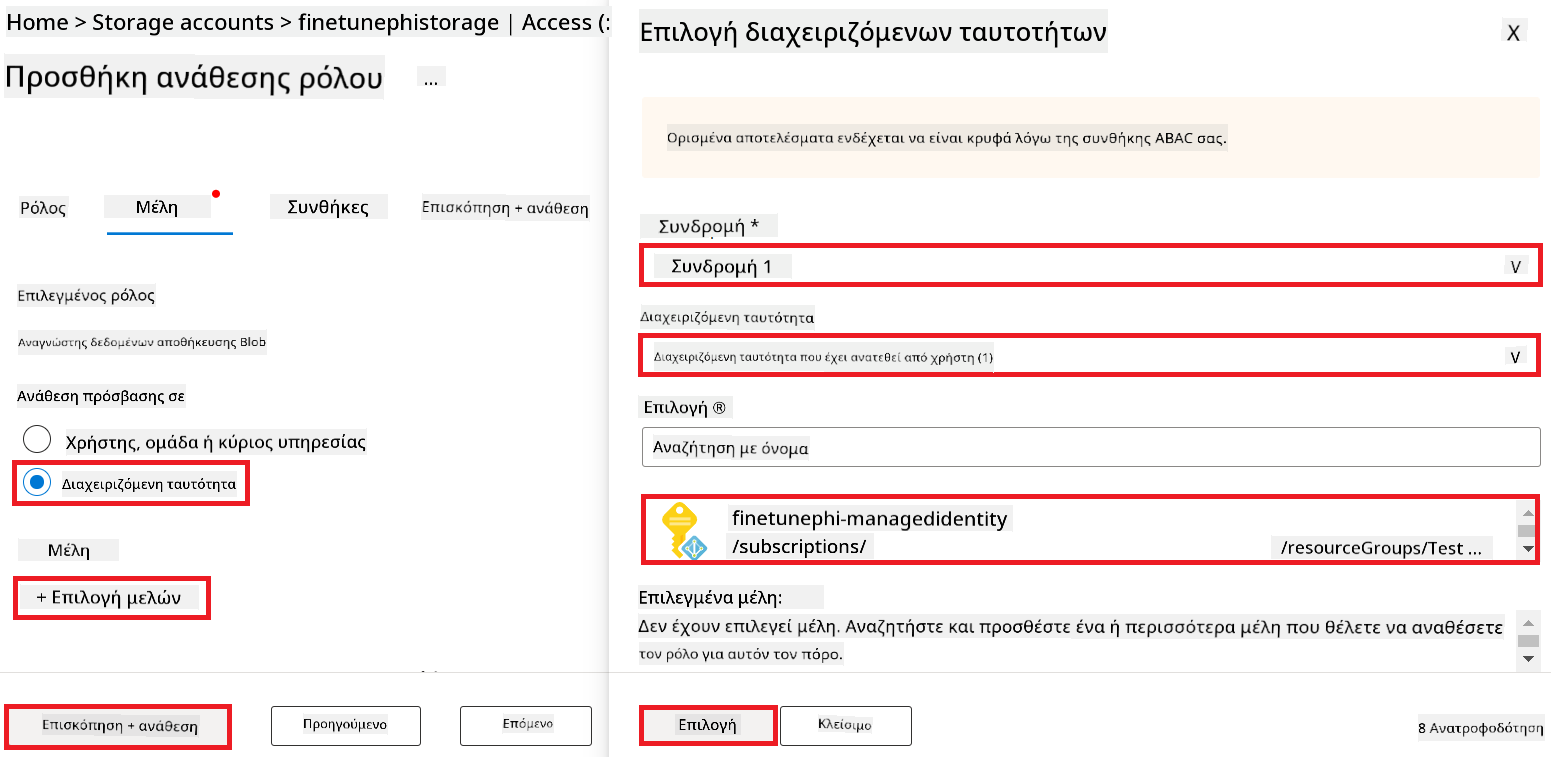 Home > Storage accounts > finetunephistorage | Access (:
Προσθήκη ανάθεσης ρόλου ...
Ρόλος Μέλη Συνθήκες Επισκόπηση + ανάθεση
Επιλεγμένος ρόλος
Αναγνώστης δεδομένων αποθήκευσης Blob
Ανάθεση πρόσβασης σε
Χρήστης, ομάδα ή κύριος υπηρεσίας
Διαχειριζόμενη ταυτότητα
Μέλη
+ Επιλογή μελών
Επισκόπηση + ανάθεση Προηγούμενο Επόμενο
Επιλογή διαχειριζόμενων ταυτοτήτων X
Ορισμένα αποτελέσματα ενδέχεται να είναι κρυφά λόγω της συνθήκης ABAC σας.
Συνδρομή *
Συνδρομή 1 V
Διαχειριζόμενη ταυτότητα
Διαχειριζόμενη ταυτότητα που έχει ανατεθεί από χρήστη (1) V
Επιλογή ®
Αναζήτηση με όνομα
finetunephi-managedidentity
/subscriptions/ /resourceGroups/Test ...
Επιλεγμένα μέλη:
Δεν έχουν επιλεγεί μέλη. Αναζητήστε και προσθέστε ένα ή περισσότερα μέλη που θέλετε να αναθέσετε
τον ρόλο για αυτόν τον πόρο.
Επιλογή Κλείσιμο 8 Ανατροφοδότηση